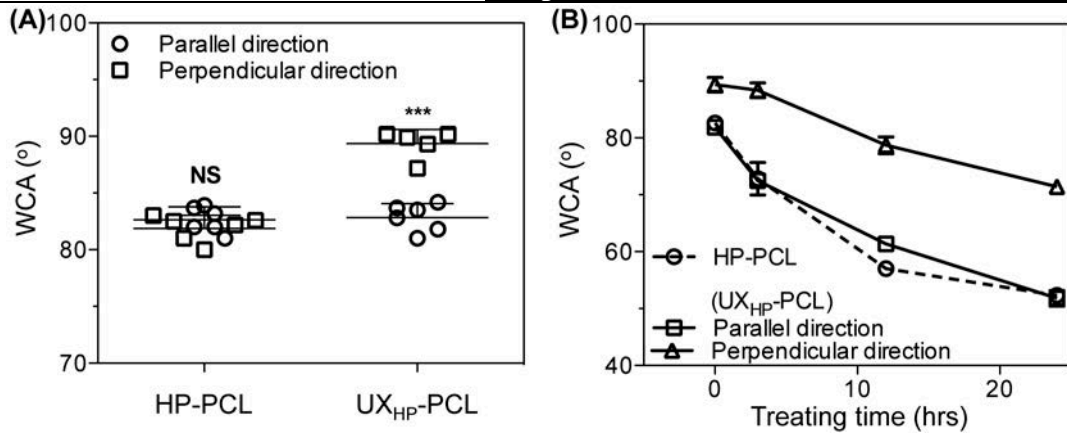 (A)
100
90
80
70
WCA (º)
Parallel direction
Perpendicular direction
NS
***
HP-PCL
UXHP-PCL
(B)
100
80
60
40
WCA (º)
HP-PCL
(UXHP-PCL)
Parallel direction
Perpendicular direction
0
10
20
Treating time (hrs)